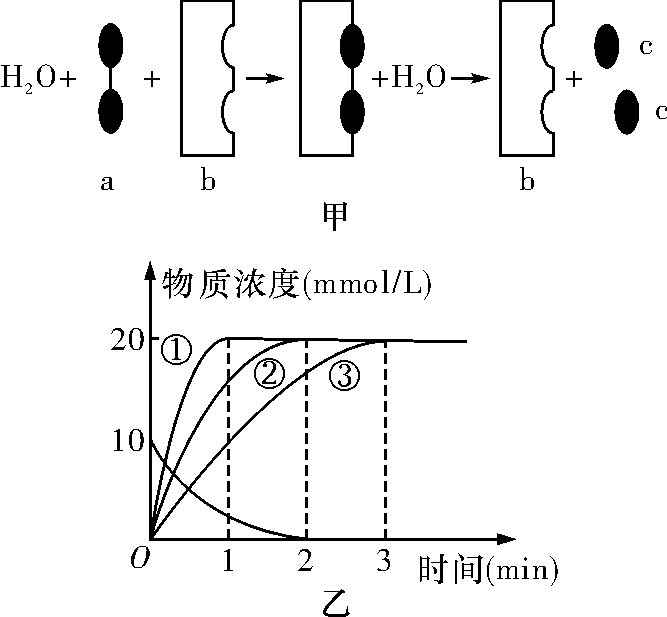 H₂O+ + +H₂O + c
c
a b b
甲
物质浓度(mmol/L)
20 ① ② ③
10
O 1 2 3 时间(min)
乙